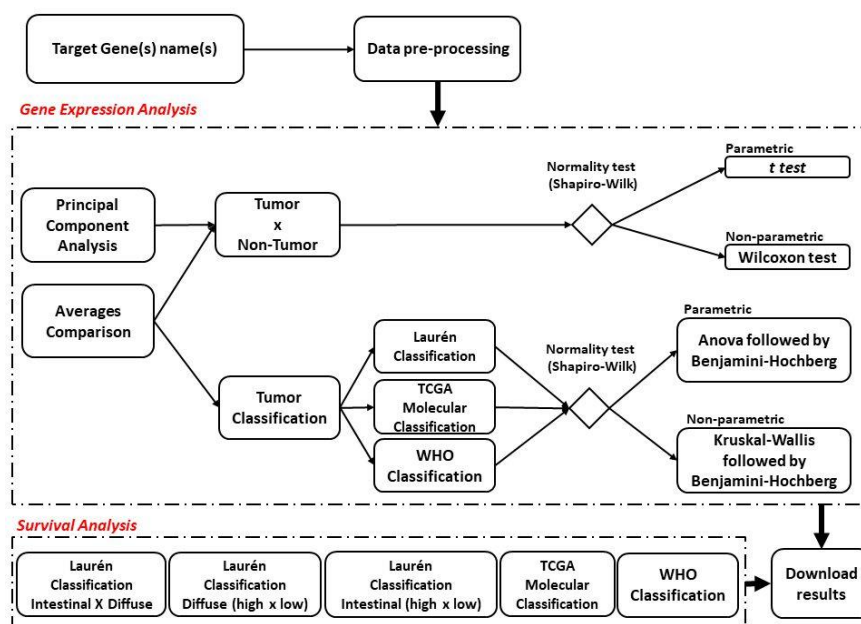 Target Gene(s) name(s)
Data pre-processing
Gene Expression Analysis
Principal
Component
Analysis
Averages
Comparison
Tumor
x
Non-Tumor
Tumor
Classification
Laurén
Classification
TCGA
Molecular
Classification
WHO
Classification
Normality test
(Shapiro-Wilk)
Parametric
t test
Non-parametric
Wilcoxon test
Normality test
(Shapiro-Wilk)
Parametric
Anova followed by
Benjamini-Hochberg
Non-parametric
Kruskal-Wallis
followed by
Benjamini-Hochberg
Survival Analysis
Laurén
Classification
Intestinal X Diffuse
Laurén
Classification
Diffuse (high x low)
Laurén
Classification
Intestinal (high x low)
TCGA
Molecular
Classification
WHO
Classification
Download
results